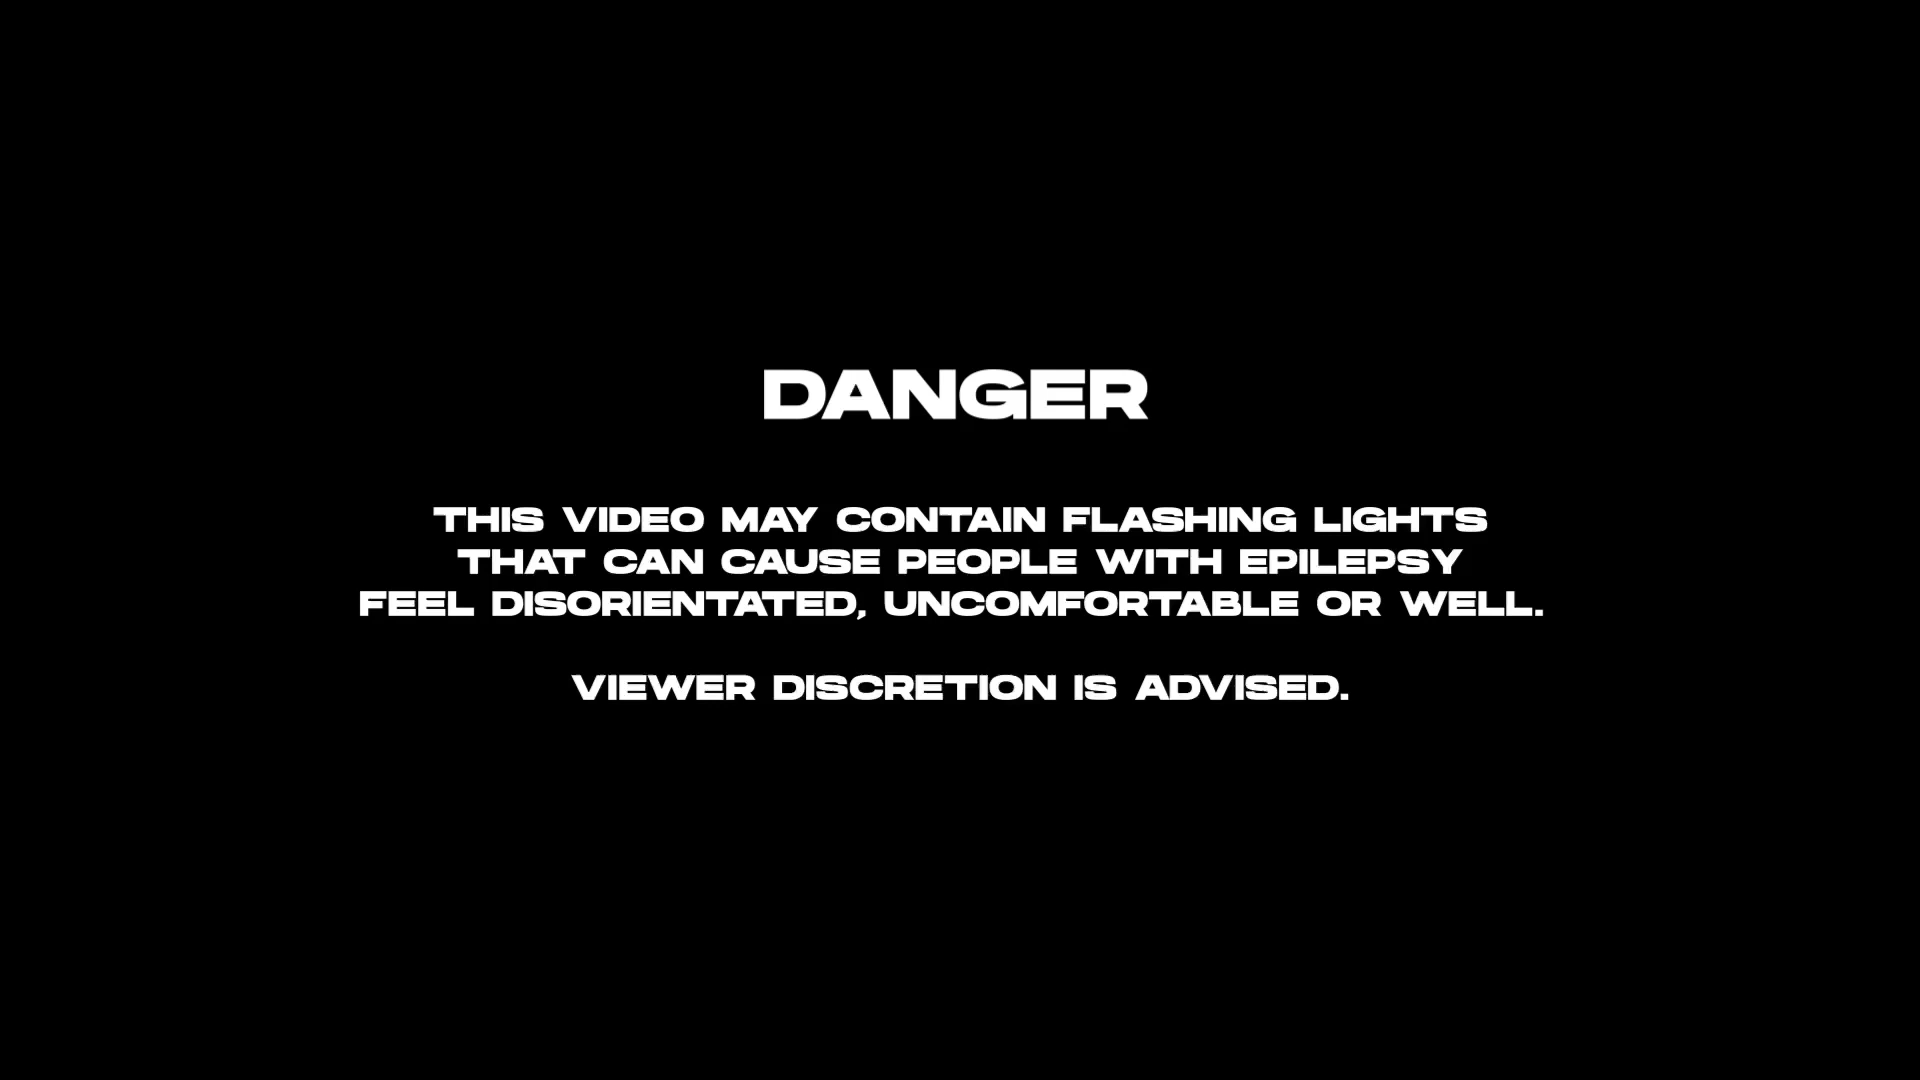 DANGER
THIS VIDEO MAY CONTAIN FLASHING LIGHTS
THAT CAN CAUSE PEOPLE WITH EPILEPSY
FEEL DISORIENTATED, UNCOMFORTABLE OR WELL.
VIEWER DISCRETION IS ADVISED.